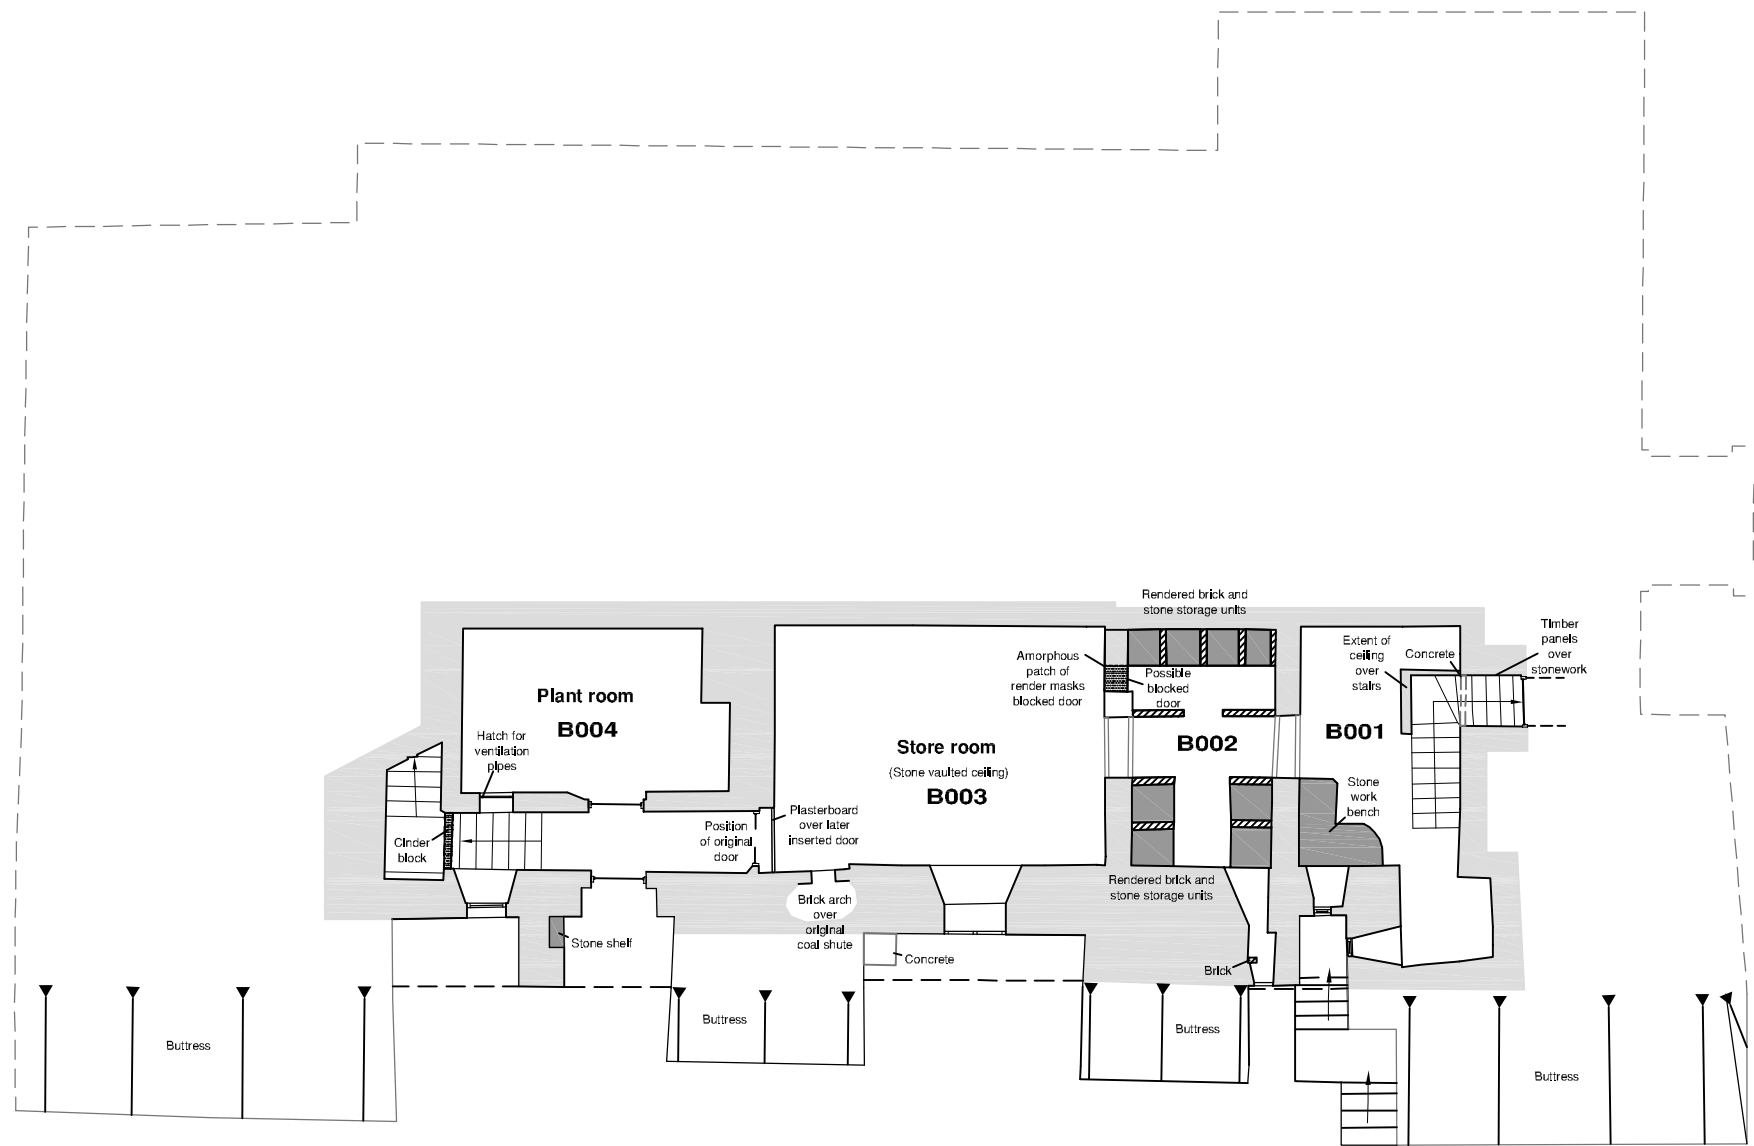 Rendered brick and
stone storage units
Timber
panels
over
stonework
Extent of
ceiling
over
stairs
Concrete
Amorphous
patch of
render masks
blocked door
Possible
blocked
door
Plant room
B004
Hatch for
ventilation
pipes
Store room
(Stone vaulted ceiling)
B003
B002
B001
Stone
work
bench
Plasterboard
over later
inserted door
Position
of original
door
Cinder
block
Rendered brick and
stone storage units
Brick arch
over
original
coal shute
Stone shelf
Concrete
Brick
Buttress
Buttress
Buttress
Buttress